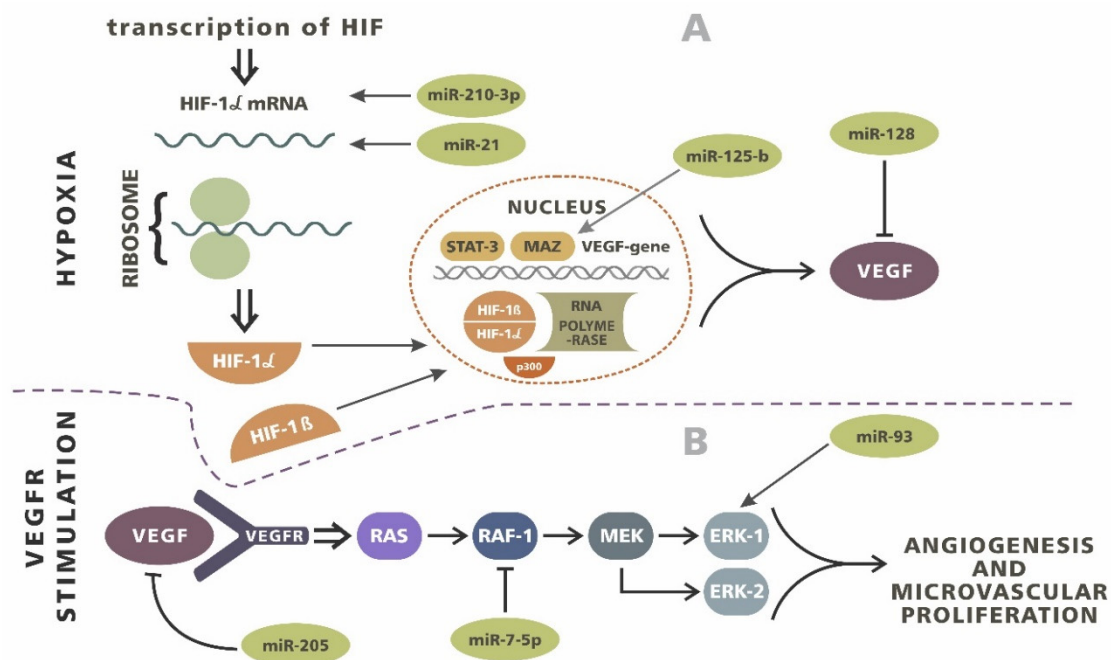 transcription of HIF
A
HIF-1ℒ mRNA
miR-210-3p
miR-21
miR-125-b
miR-128
HYPOXIA
RIBOSOME
NUCLEUS
STAT-3
MAZ
VEGF-gene
VEGF
HIF-1ß
HIF-1ℒ
RNA
POLYME
-RASE
p300
HIF-1ℒ
HIF-1ß
B
miR-93
VEGFR
STIMULATION
VEGF
VEGFR
RAS
RAF-1
MEK
ERK-1
ERK-2
ANGIOGENESIS
AND
MICROVASCULAR
PROLIFERATION
miR-205
miR-7-5p